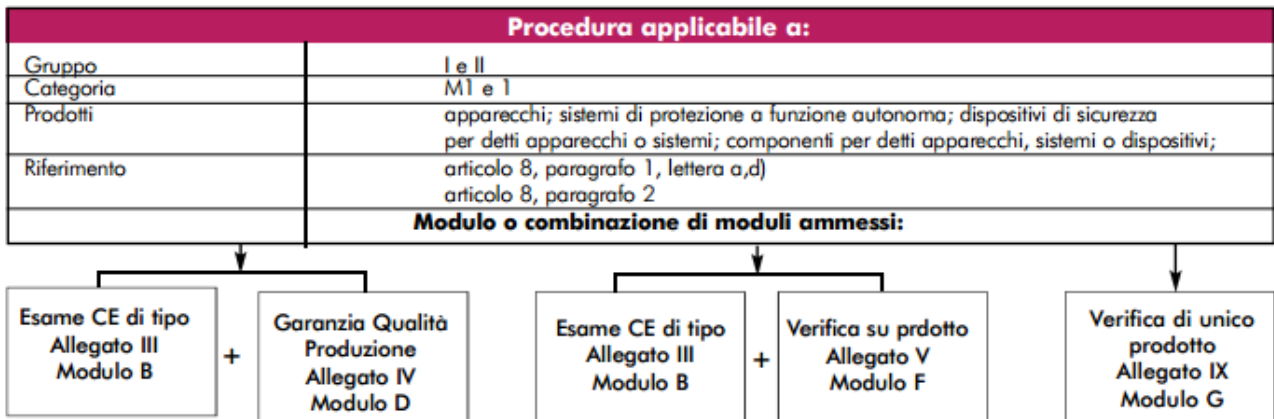 Procedura applicabile a:
Gruppo I e II
Categoria M1 e 1
Prodotti apparecchi; sistemi di protezione a funzione autonoma; dispositivi di sicurezza
per detti apparecchi o sistemi; componenti per detti apparecchi, sistemi o dispositivi;
Riferimento articolo 8, paragrafo 1, lettera a,d)
articolo 8, paragrafo 2
Modulo o combinazione di moduli ammessi:
Esame CE di tipo
Allegato III
Modulo B
+
Garanzia Qualità
Produzione
Allegato IV
Modulo D
Esame CE di tipo
Allegato III
Modulo B
+
Verifica su prdotto
Allegato V
Modulo F
Verifica di unico
prodotto
Allegato IX
Modulo G